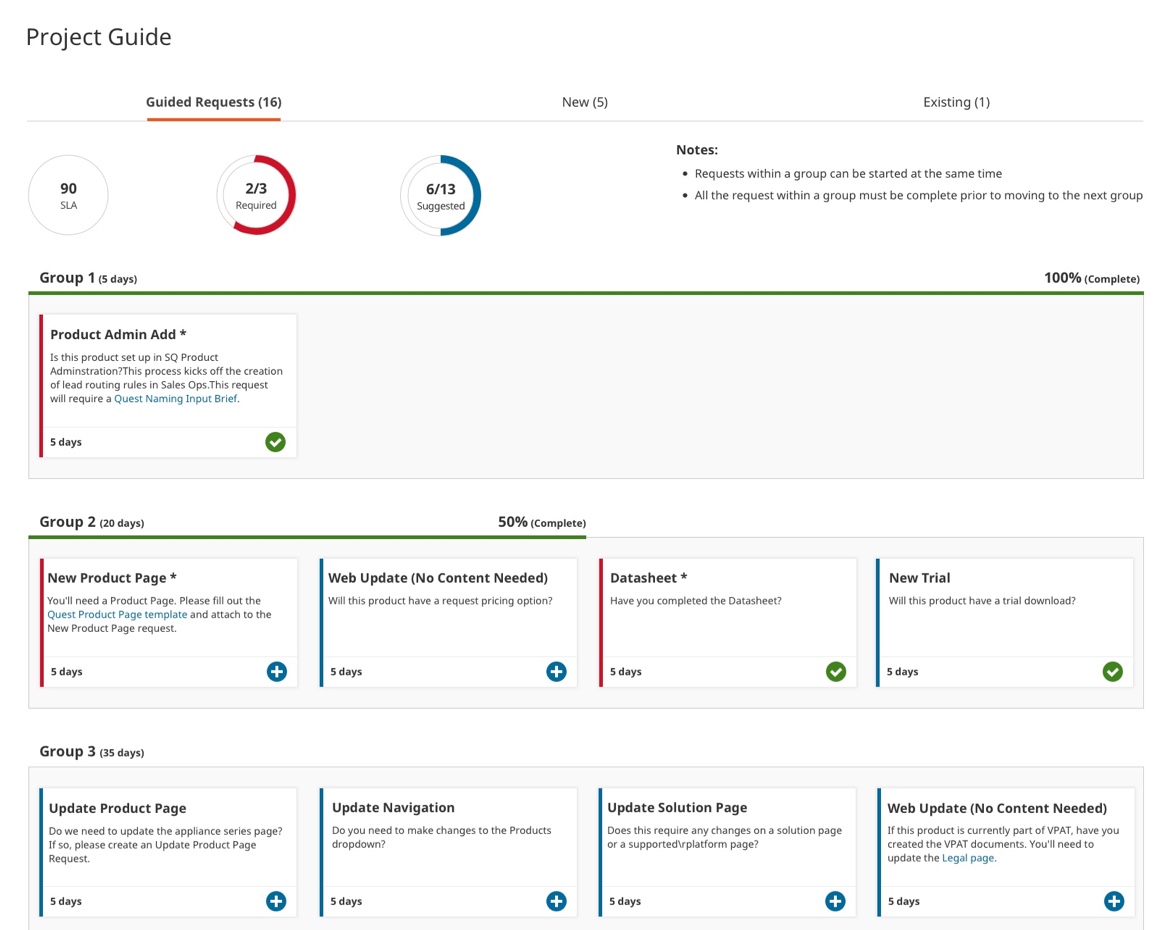 Project Guide
Guided Requests (16)
New (5)
Existing (1)
90
SLA
2/3
Required
6/13
Suggested
Notes:
• Requests within a group can be started at the same time
• All the request within a group must be complete prior to moving to the next group
Group 1 (5 days)
100% (Complete)
Product Admin Add *
Is this product set up in SQ Product
Adminstration?This process kicks off the creation
of lead routing rules in Sales Ops.This request
will require a Quest Naming Input Brief.
5 days
Group 2 (20 days)
50% (Complete)
New Product Page *
You'll need a Product Page. Please fill out the
Quest Product Page template and attach to the
New Product Page request.
5 days
Web Update (No Content Needed)
Will this product have a request pricing option?
5 days
Datasheet *
Have you completed the Datasheet?
5 days
New Trial
Will this product have a trial download?
5 days
Group 3 (35 days)
Update Product Page
Do we need to update the appliance series page?
If so, please create an Update Product Page
Request.
5 days
Update Navigation
Do you need to make changes to the Products
dropdown?
5 days
Update Solution Page
Does this require any changes on a solution page
or a supported\rplatform page?
5 days
Web Update (No Content Needed)
If this product is currently part of VPAT, have you
created the VPAT documents. You'll need to
update the Legal page.
5 days